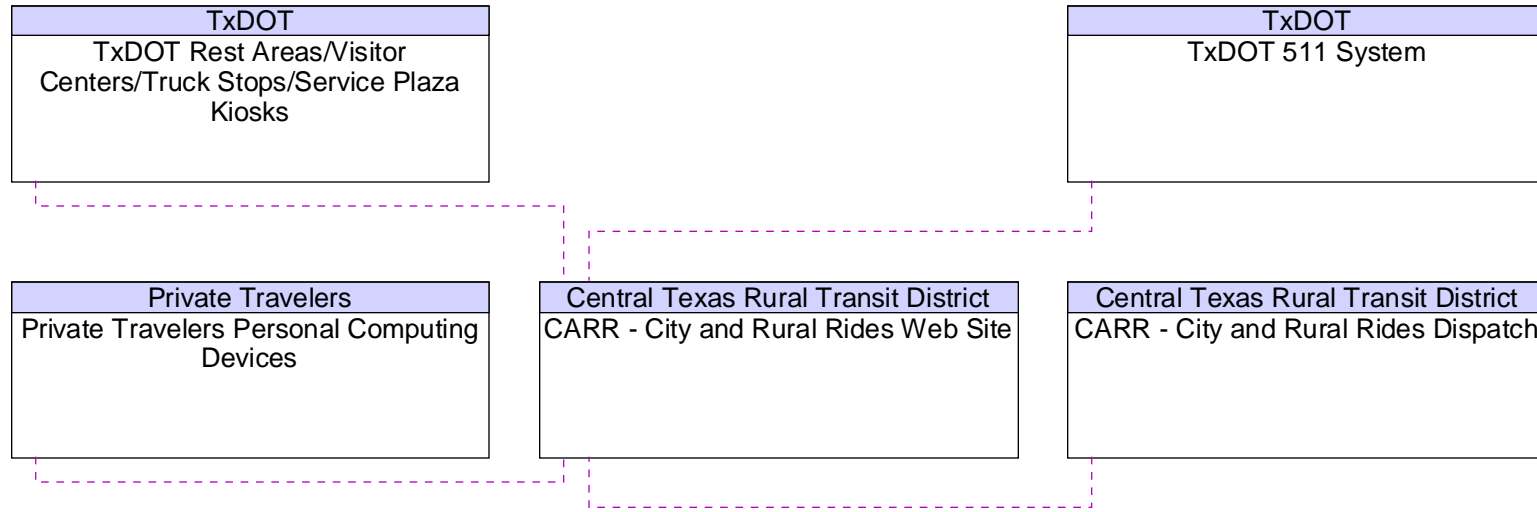 TxDOT
TxDOT Rest Areas/Visitor
Centers/Truck Stops/Service Plaza
Kiosks
TxDOT
TxDOT 511 System
Private Travelers
Private Travelers Personal Computing
Devices
Central Texas Rural Transit District
CARR - City and Rural Rides Web Site
Central Texas Rural Transit District
CARR - City and Rural Rides Dispatch